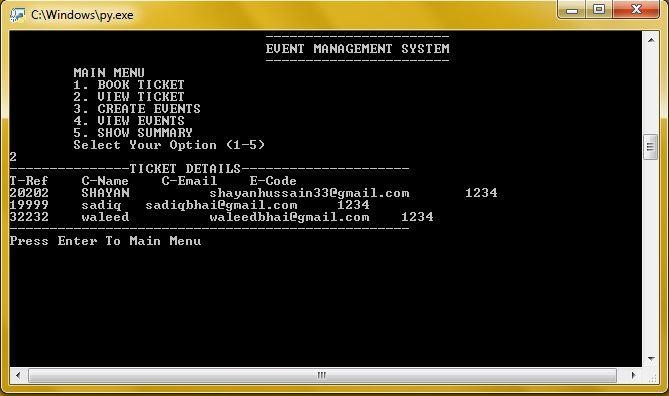 C:\Windows\py.exe
-----------------------
EVENT MANAGEMENT SYSTEM
-----------------------
MAIN MENU
1. BOOK TICKET
2. VIEW TICKET
3. CREATE EVENTS
4. VIEW EVENTS
5. SHOW SUMMARY
Select Your Option (1-5)
2
---------------TICKET DETAILS---------------------
T-Ref    C-Name    C-Email    E-Code
20202    SHAYAN          shayanhussain33@gmail.com       1234
19999    sadiq   sadiqbhai@gmail.com     1234
32232    waleed          waleedbhai@gmail.com    1234
--------------------------------------------------
Press Enter To Main Menu